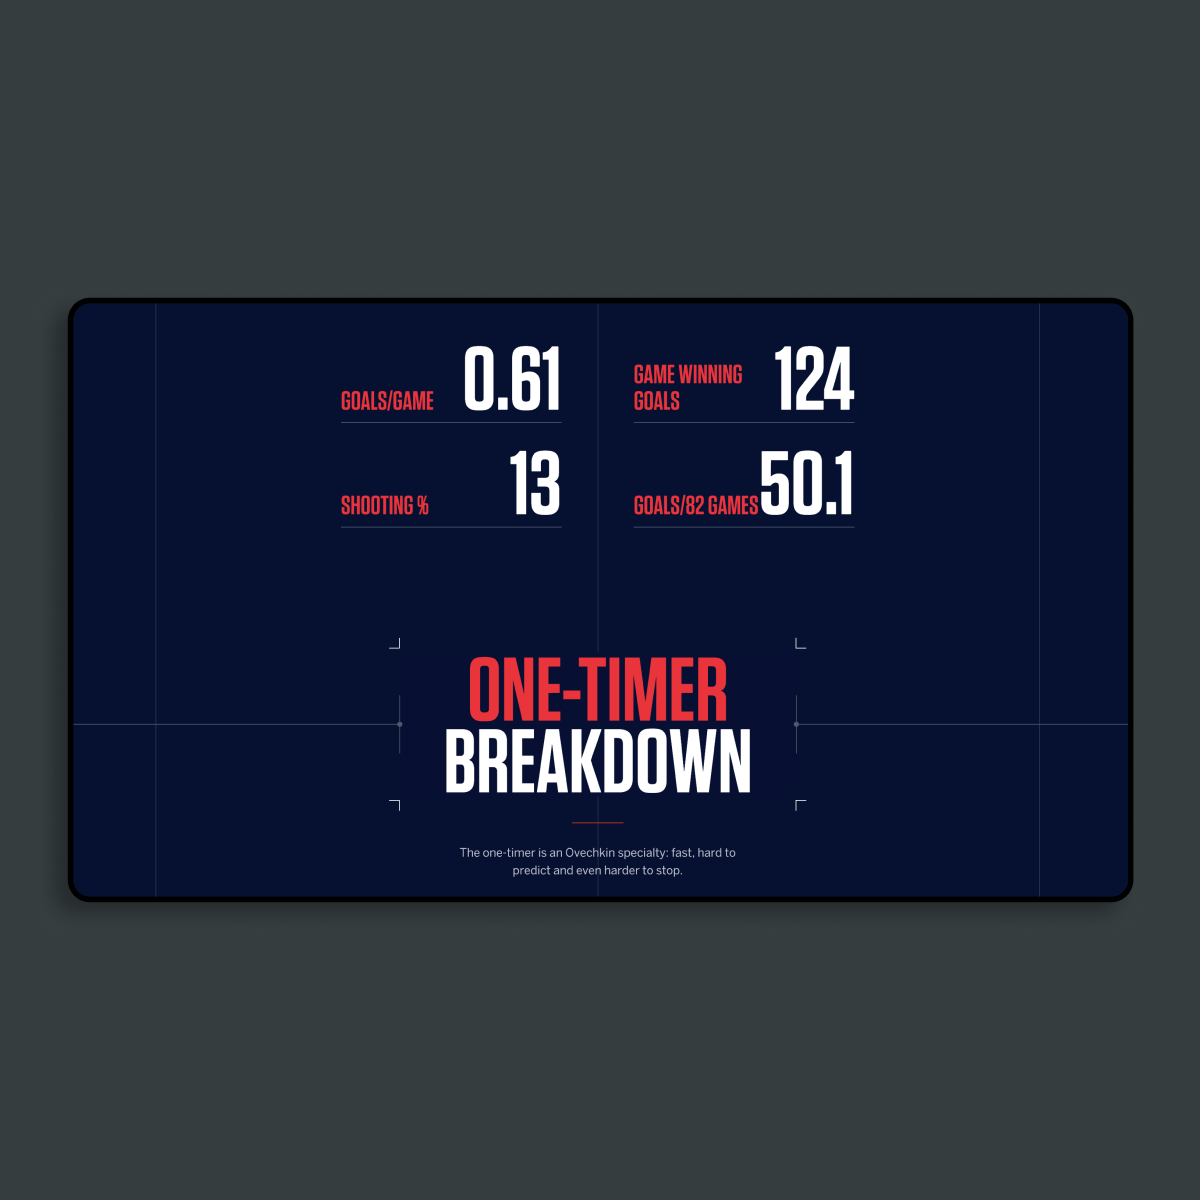 GOALS/GAME 0.61
GAME WINNING
GOALS 124
SHOOTING % 13
GOALS/82 GAMES 50.1
ONE-TIMER
BREAKDOWN
The one-timer is an Ovechkin specialty: fast, hard to
predict and even harder to stop.